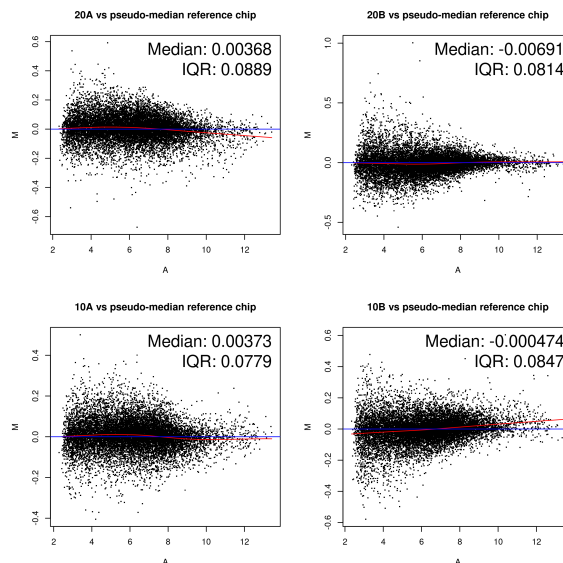 20A vs pseudo-median reference chip
Median: 0.00368
IQR: 0.0889
M
0.6
0.4
0.2
0.0
-0.2
-0.4
-0.6
2 4 6 8 10 12
A
20B vs pseudo-median reference chip
Median: -0.00691
IQR: 0.0814
M
1.0
0.5
0.0
-0.5
2 4 6 8 10 12
A
10A vs pseudo-median reference chip
Median: 0.00373
IQR: 0.0779
M
0.4
0.2
0.0
-0.2
-0.4
2 4 6 8 10 12
A
10B vs pseudo-median reference chip
Median: -0.000474
IQR: 0.0847
M
0.6
0.4
0.2
0.0
-0.2
-0.4
-0.6
2 4 6 8 10 12
A